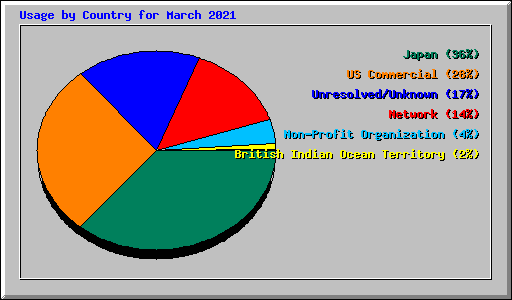 Usage by Country for March 2021
Japan (36%)
US Commercial (28%)
Unresolved/Unknown (17%)
Network (14%)
Non-Profit Organization (4%)
British Indian Ocean Territory (2%)